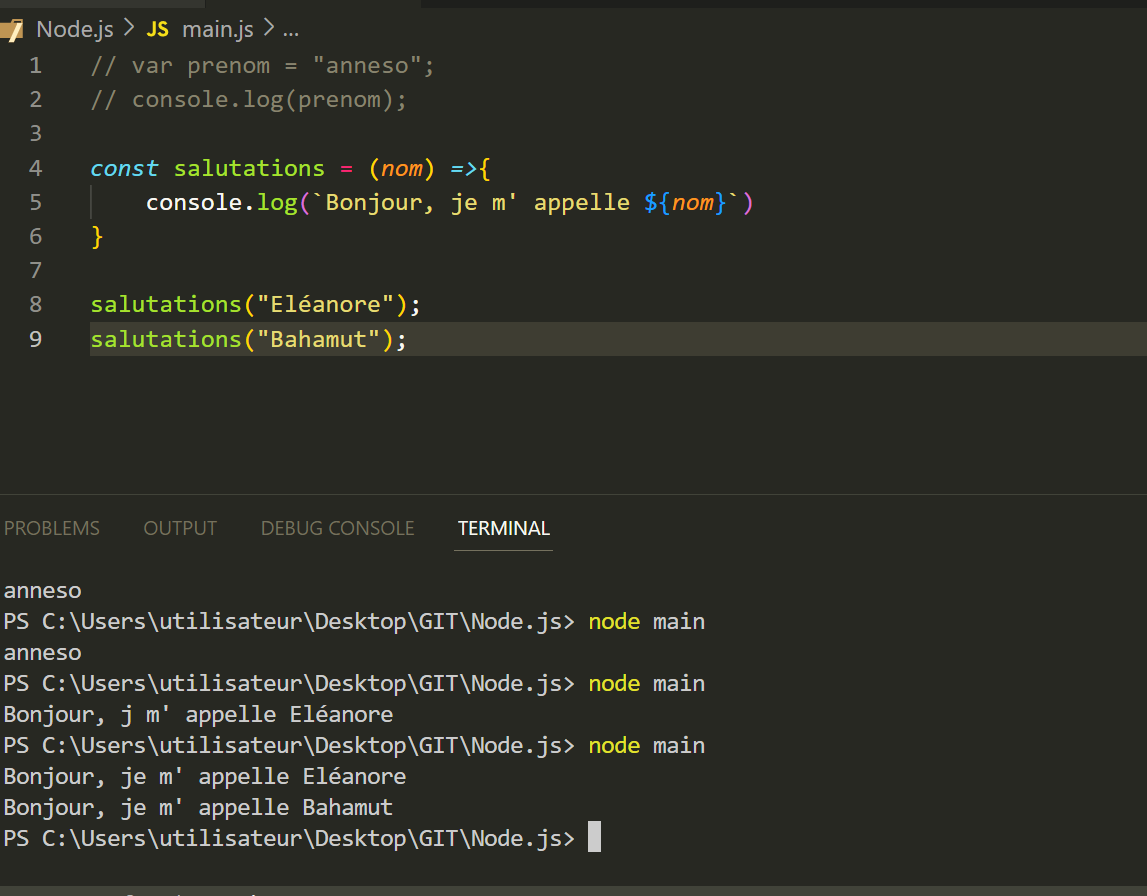 Node.js > JS main.js > ...
1 // var prenom = "anneso";
2 // console.log(prenom);
3
4 const salutations = (nom) =>{
5 console.log(`Bonjour, je m' appelle ${nom}`)
6 }
7
8 salutations("Eléanore");
9 salutations("Bahamut");
PROBLEMS OUTPUT DEBUG CONSOLE TERMINAL
anneso
PS C:\Users\utilisateur\Desktop\GIT\Node.js> node main
anneso
PS C:\Users\utilisateur\Desktop\GIT\Node.js> node main
Bonjour, j m' appelle Eléanore
PS C:\Users\utilisateur\Desktop\GIT\Node.js> node main
Bonjour, je m' appelle Eléanore
Bonjour, je m' appelle Bahamut
PS C:\Users\utilisateur\Desktop\GIT\Node.js>